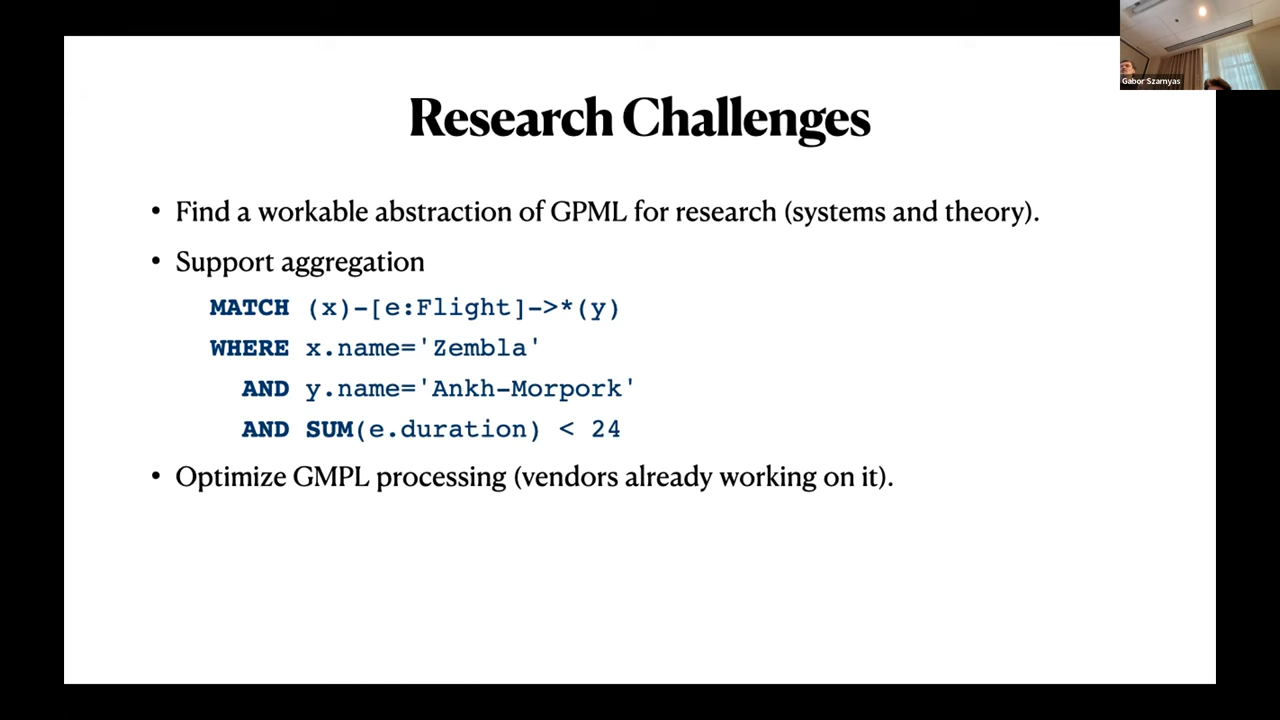 Gabor Szarnyas
Research Challenges
• Find a workable abstraction of GPML for research (systems and theory).
• Support aggregation
MATCH (x)-[e:Flight]->*(y)
WHERE x.name='Zembla'
AND y.name='Ankh-Morpork'
AND SUM(e.duration) < 24
• Optimize GMPL processing (vendors already working on it).